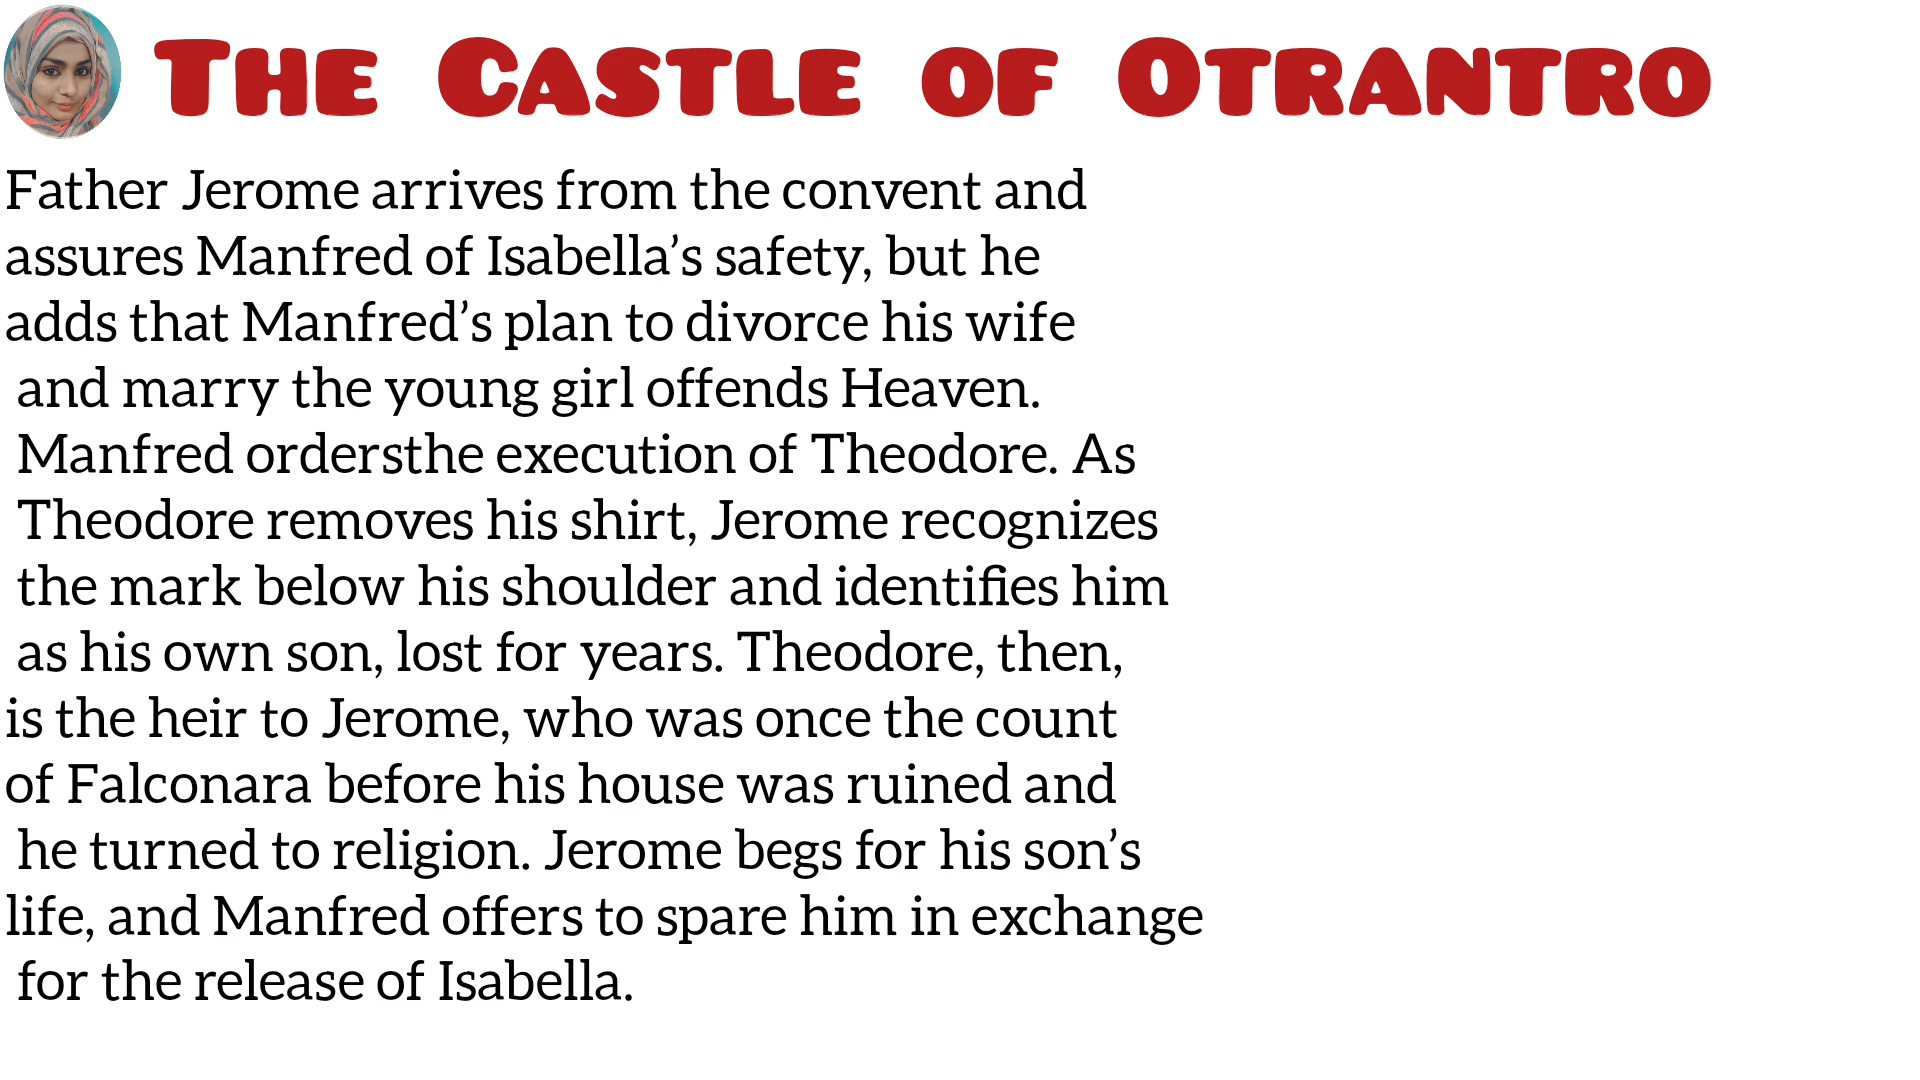 The Castle of Otrantro
Father Jerome arrives from the convent and
assures Manfred of Isabella’s safety, but he
adds that Manfred’s plan to divorce his wife
and marry the young girl offends Heaven.
Manfred ordersthe execution of Theodore. As
Theodore removes his shirt, Jerome recognizes
the mark below his shoulder and identifies him
as his own son, lost for years. Theodore, then,
is the heir to Jerome, who was once the count
of Falconara before his house was ruined and
he turned to religion. Jerome begs for his son’s
life, and Manfred offers to spare him in exchange
for the release of Isabella.